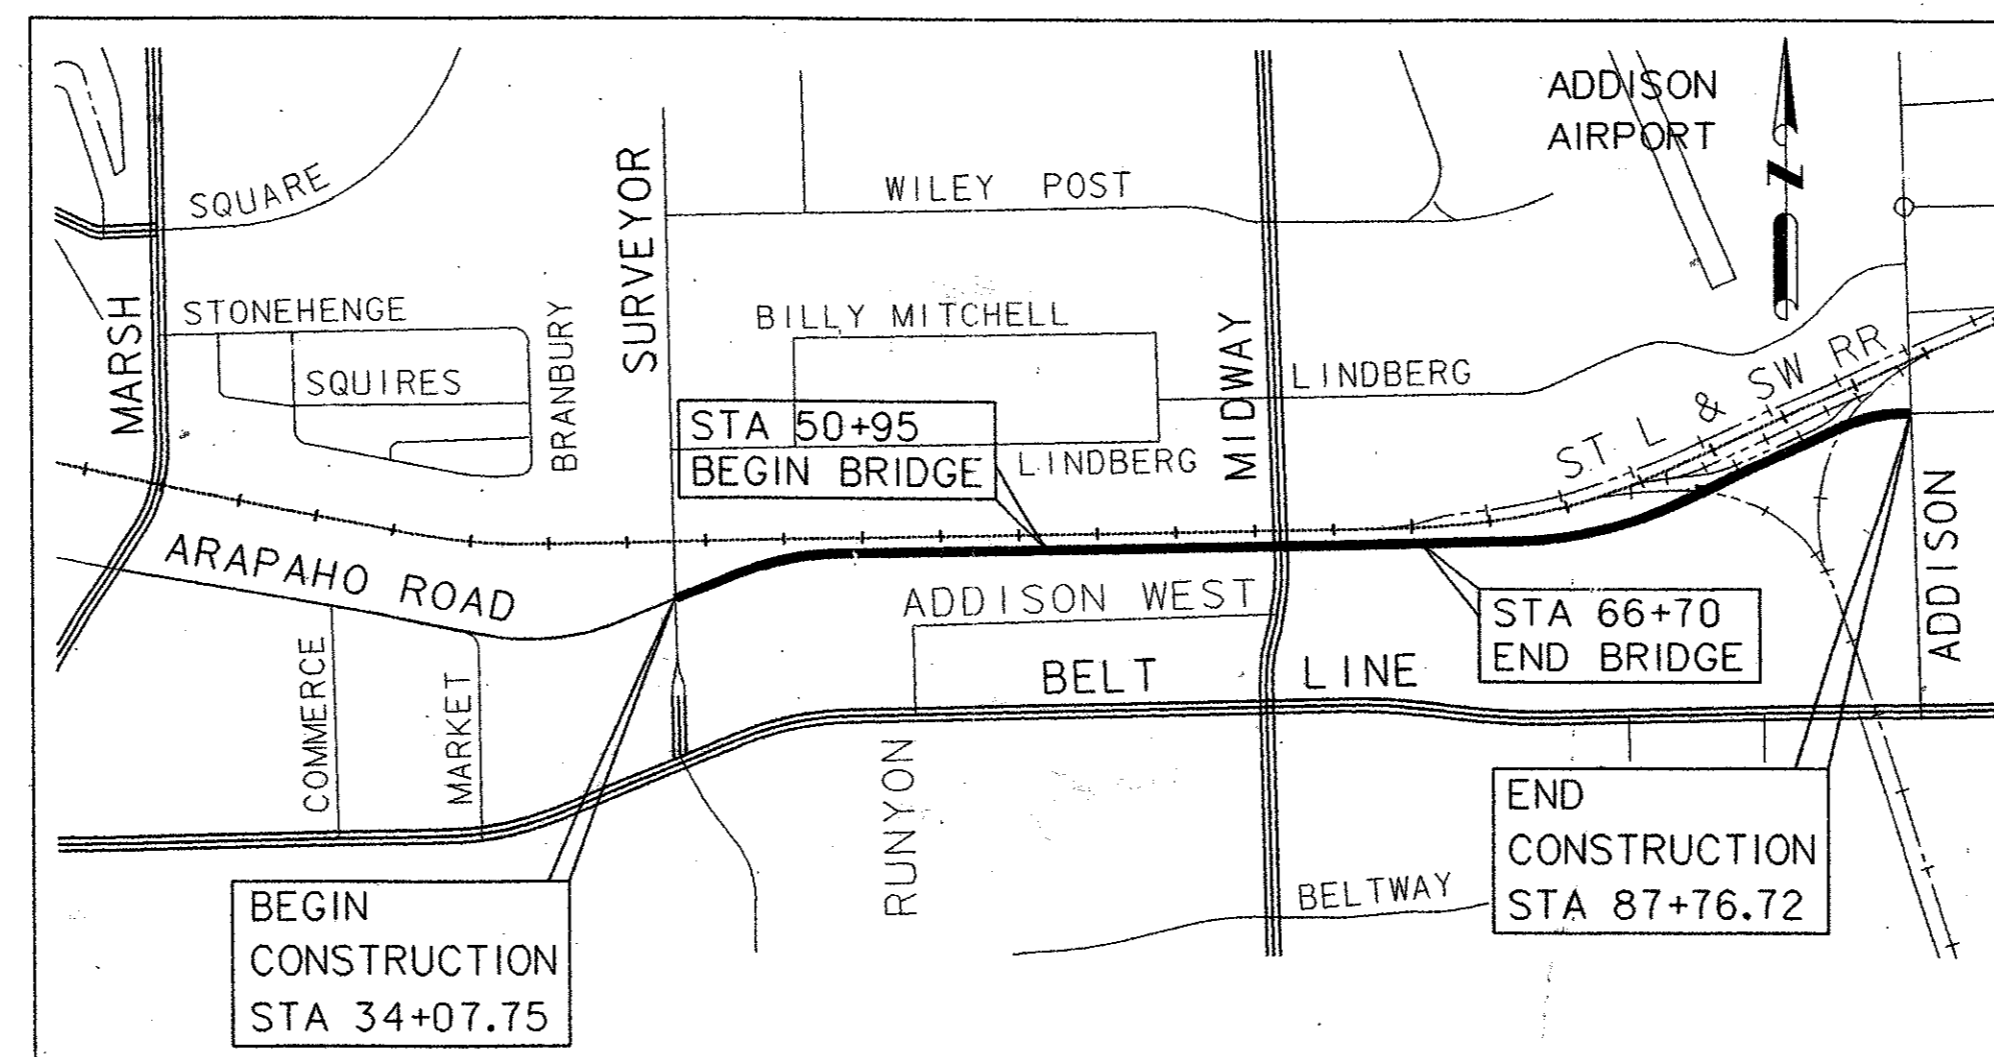 ADDISON
AIRPORT
Z
SQUARE
WILEY POST
SURVEYOR
MARSH
STONEHENGE
SQUIRES
BRANBURY
BILLY MITCHELL
MIDWAY
LINDBERG
ST L & SW RR
STA 50+95
BEGIN BRIDGE
LINDBERG
ARAPAHO ROAD
ADDISON WEST
ADDISON
STA 66+70
END BRIDGE
BELT LINE
COMMERCE
MARKET
RUNYON
BELTWAY
END
CONSTRUCTION
STA 87+76.72
BEGIN
CONSTRUCTION
STA 34+07.75